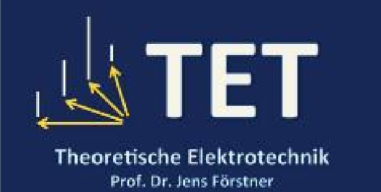 TET
Theoretische Elektrotechnik
Prof. Dr. Jens Förstner